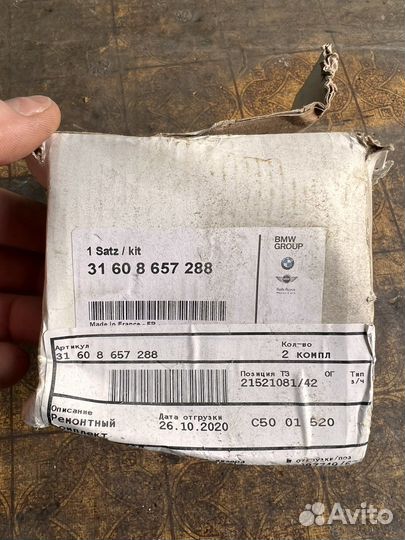 BMW
GROUP
1 Satz / kit
31 60 8 657 288
Made in France - FR
Артикул
Кол-во
31 60 8 657 288
2 компл
Позиция ТЗ ОГ Тип
21521081/42 з/ч
Описание
Дата отгрузки
Ремонтный
26.10.2020
C50 01 520
комплект
Avito